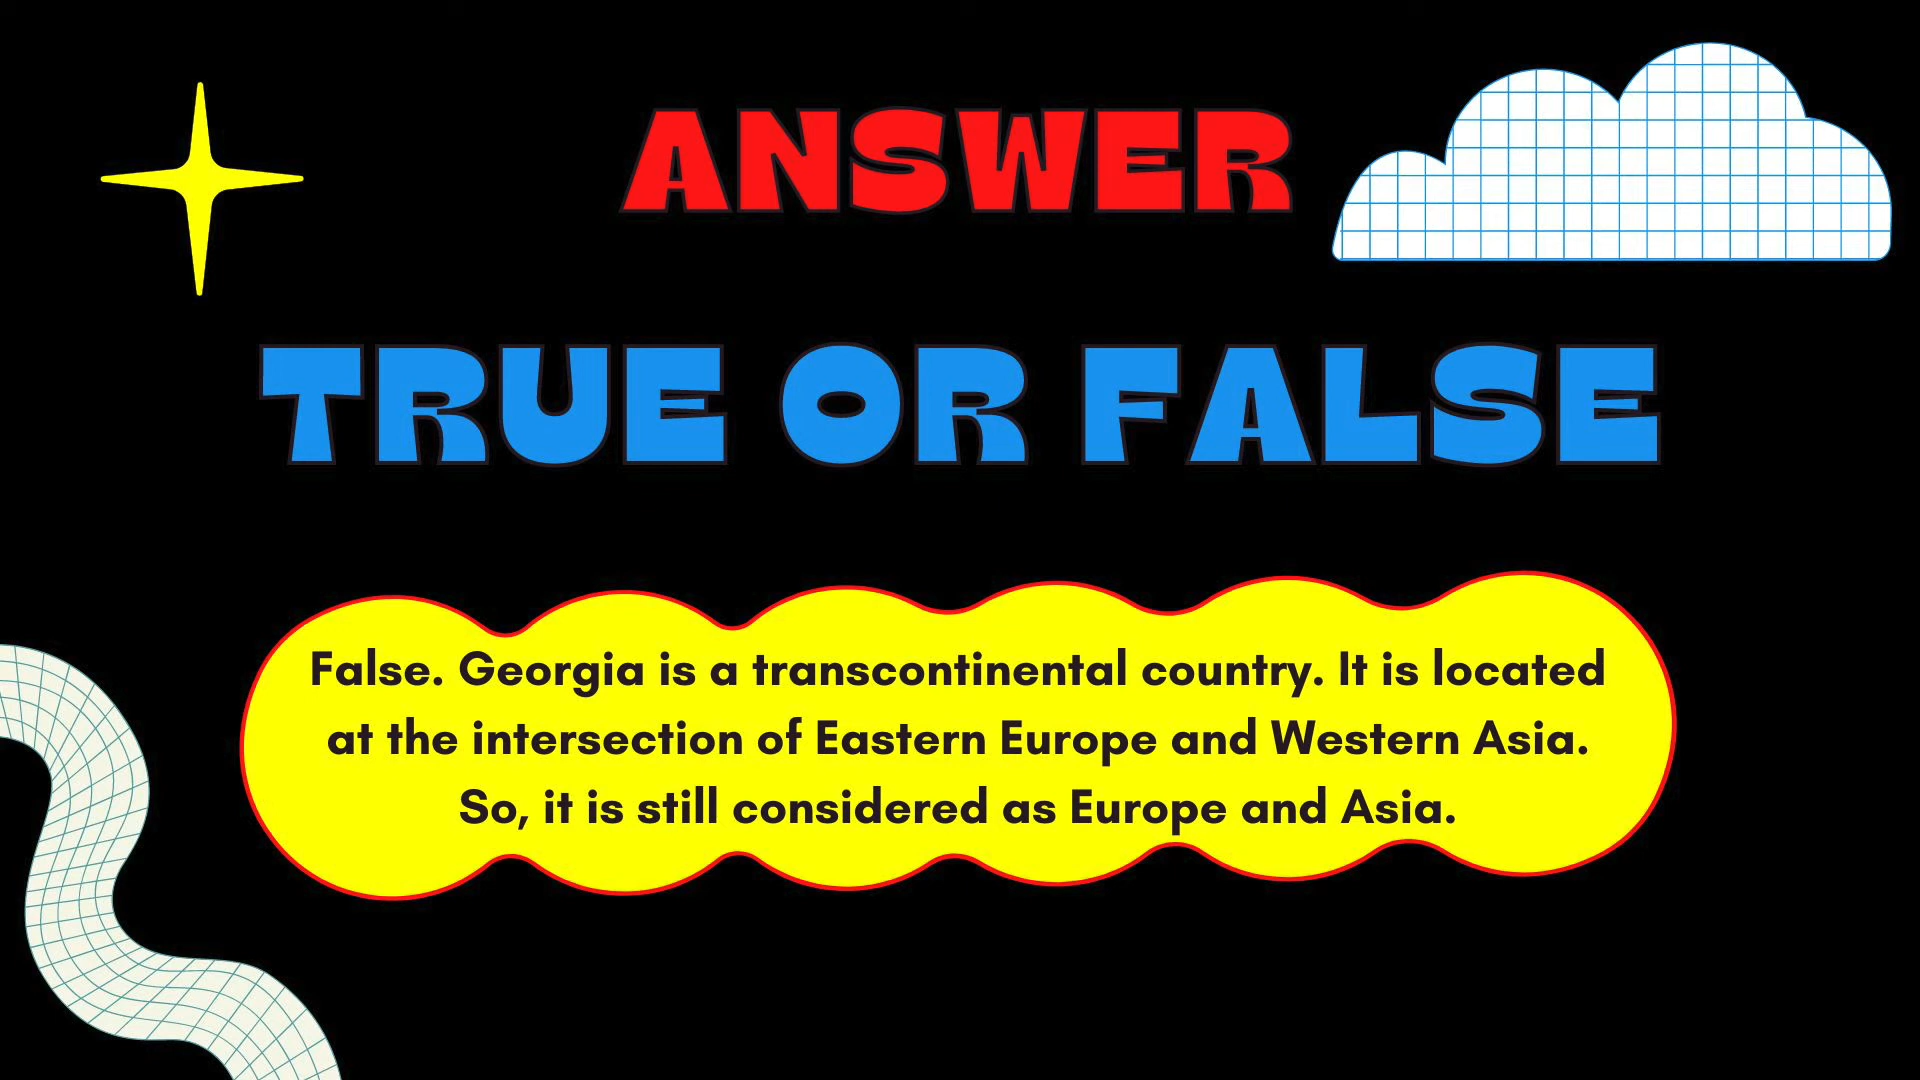 ANSWER
TRUE OR FALSE
False. Georgia is a transcontinental country. It is located
at the intersection of Eastern Europe and Western Asia.
So, it is still considered as Europe and Asia.